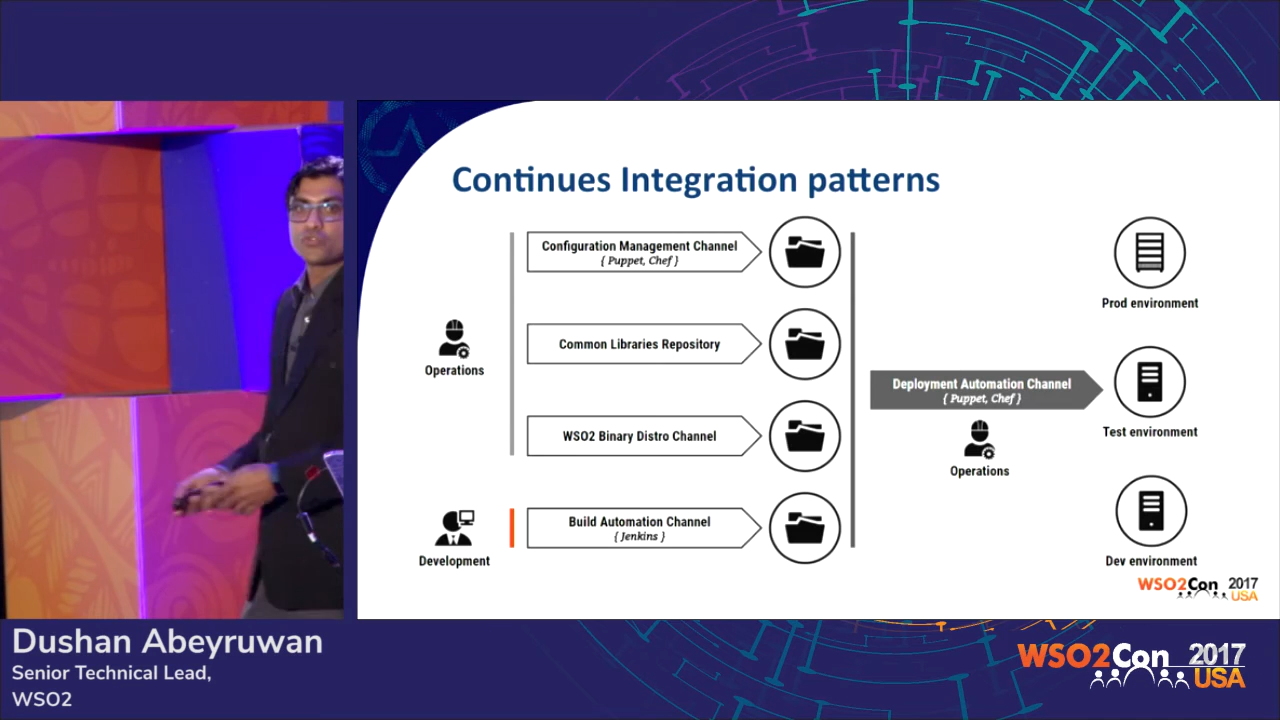 Continues Integration patterns
Configuration Management Channel
{ Puppet, Chef }
Common Libraries Repository
WSO2 Binary Distro Channel
Build Automation Channel
{ Jenkins }
Operations
Development
Deployment Automation Channel
{ Puppet, Chef }
Operations
Prod environment
Test environment
Dev environment
WSO2Con 2017
USA
Dushan Abeyruwan
Senior Technical Lead,
WSO2
WSO2Con 2017
USA